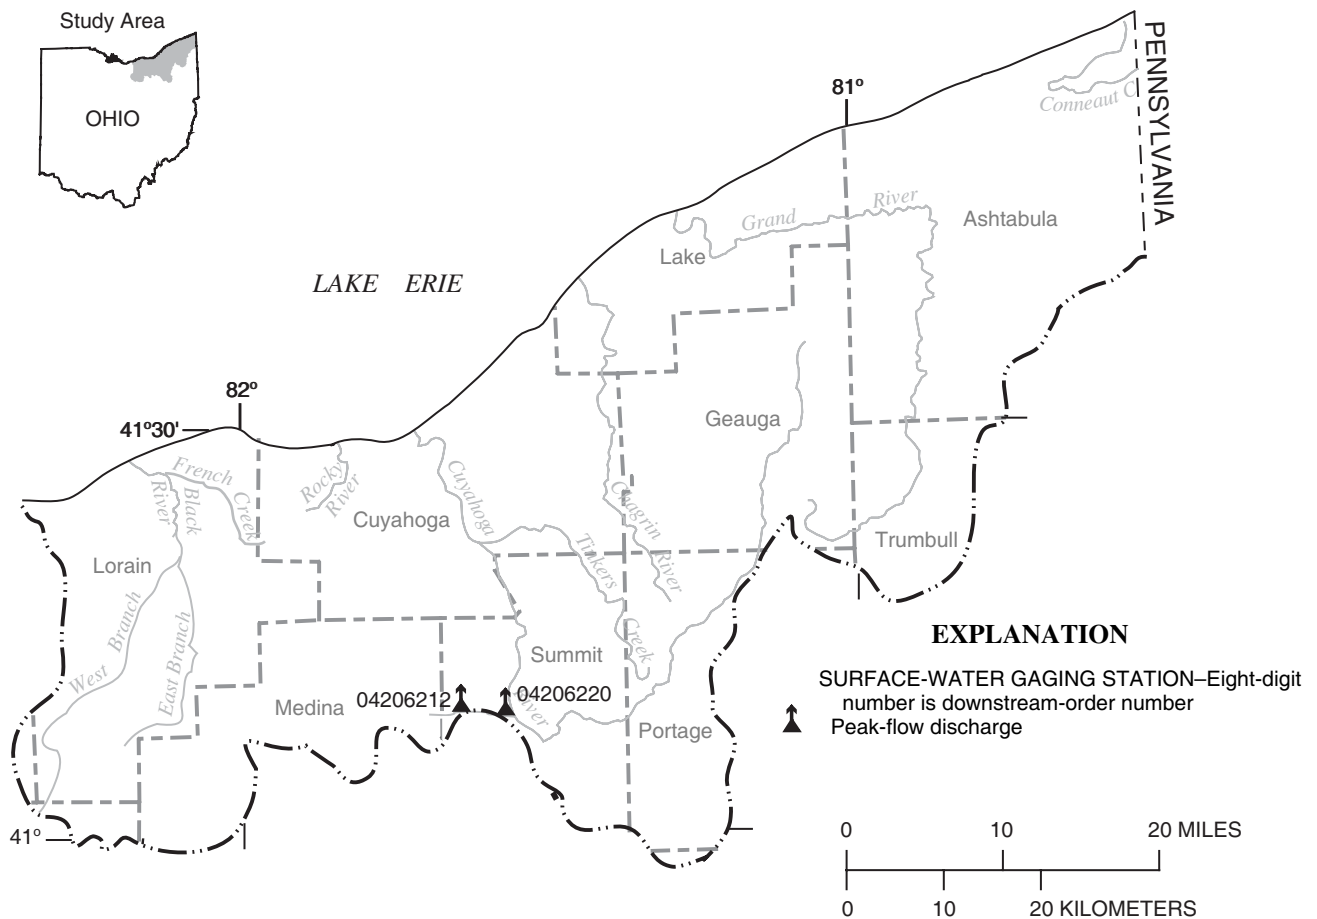 Study Area
OHIO
PENNSYLVANIA
81º
Conneaut C
Grand River
Ashtabula
Lake
LAKE ERIE
82º
41º30'
Geauga
French Creek
Rocky River
Cuyahoga
Black River
Cuyahoga
Chagrin River
Tinkers Creek
Trumbull
Lorain
West Branch
East Branch
Summit
Medina
04206212
04206220
River
Portage
41º
EXPLANATION
SURFACE-WATER GAGING STATION–Eight-digit
number is downstream-order number
Peak-flow discharge
0 10 20 MILES
0 10 20 KILOMETERS